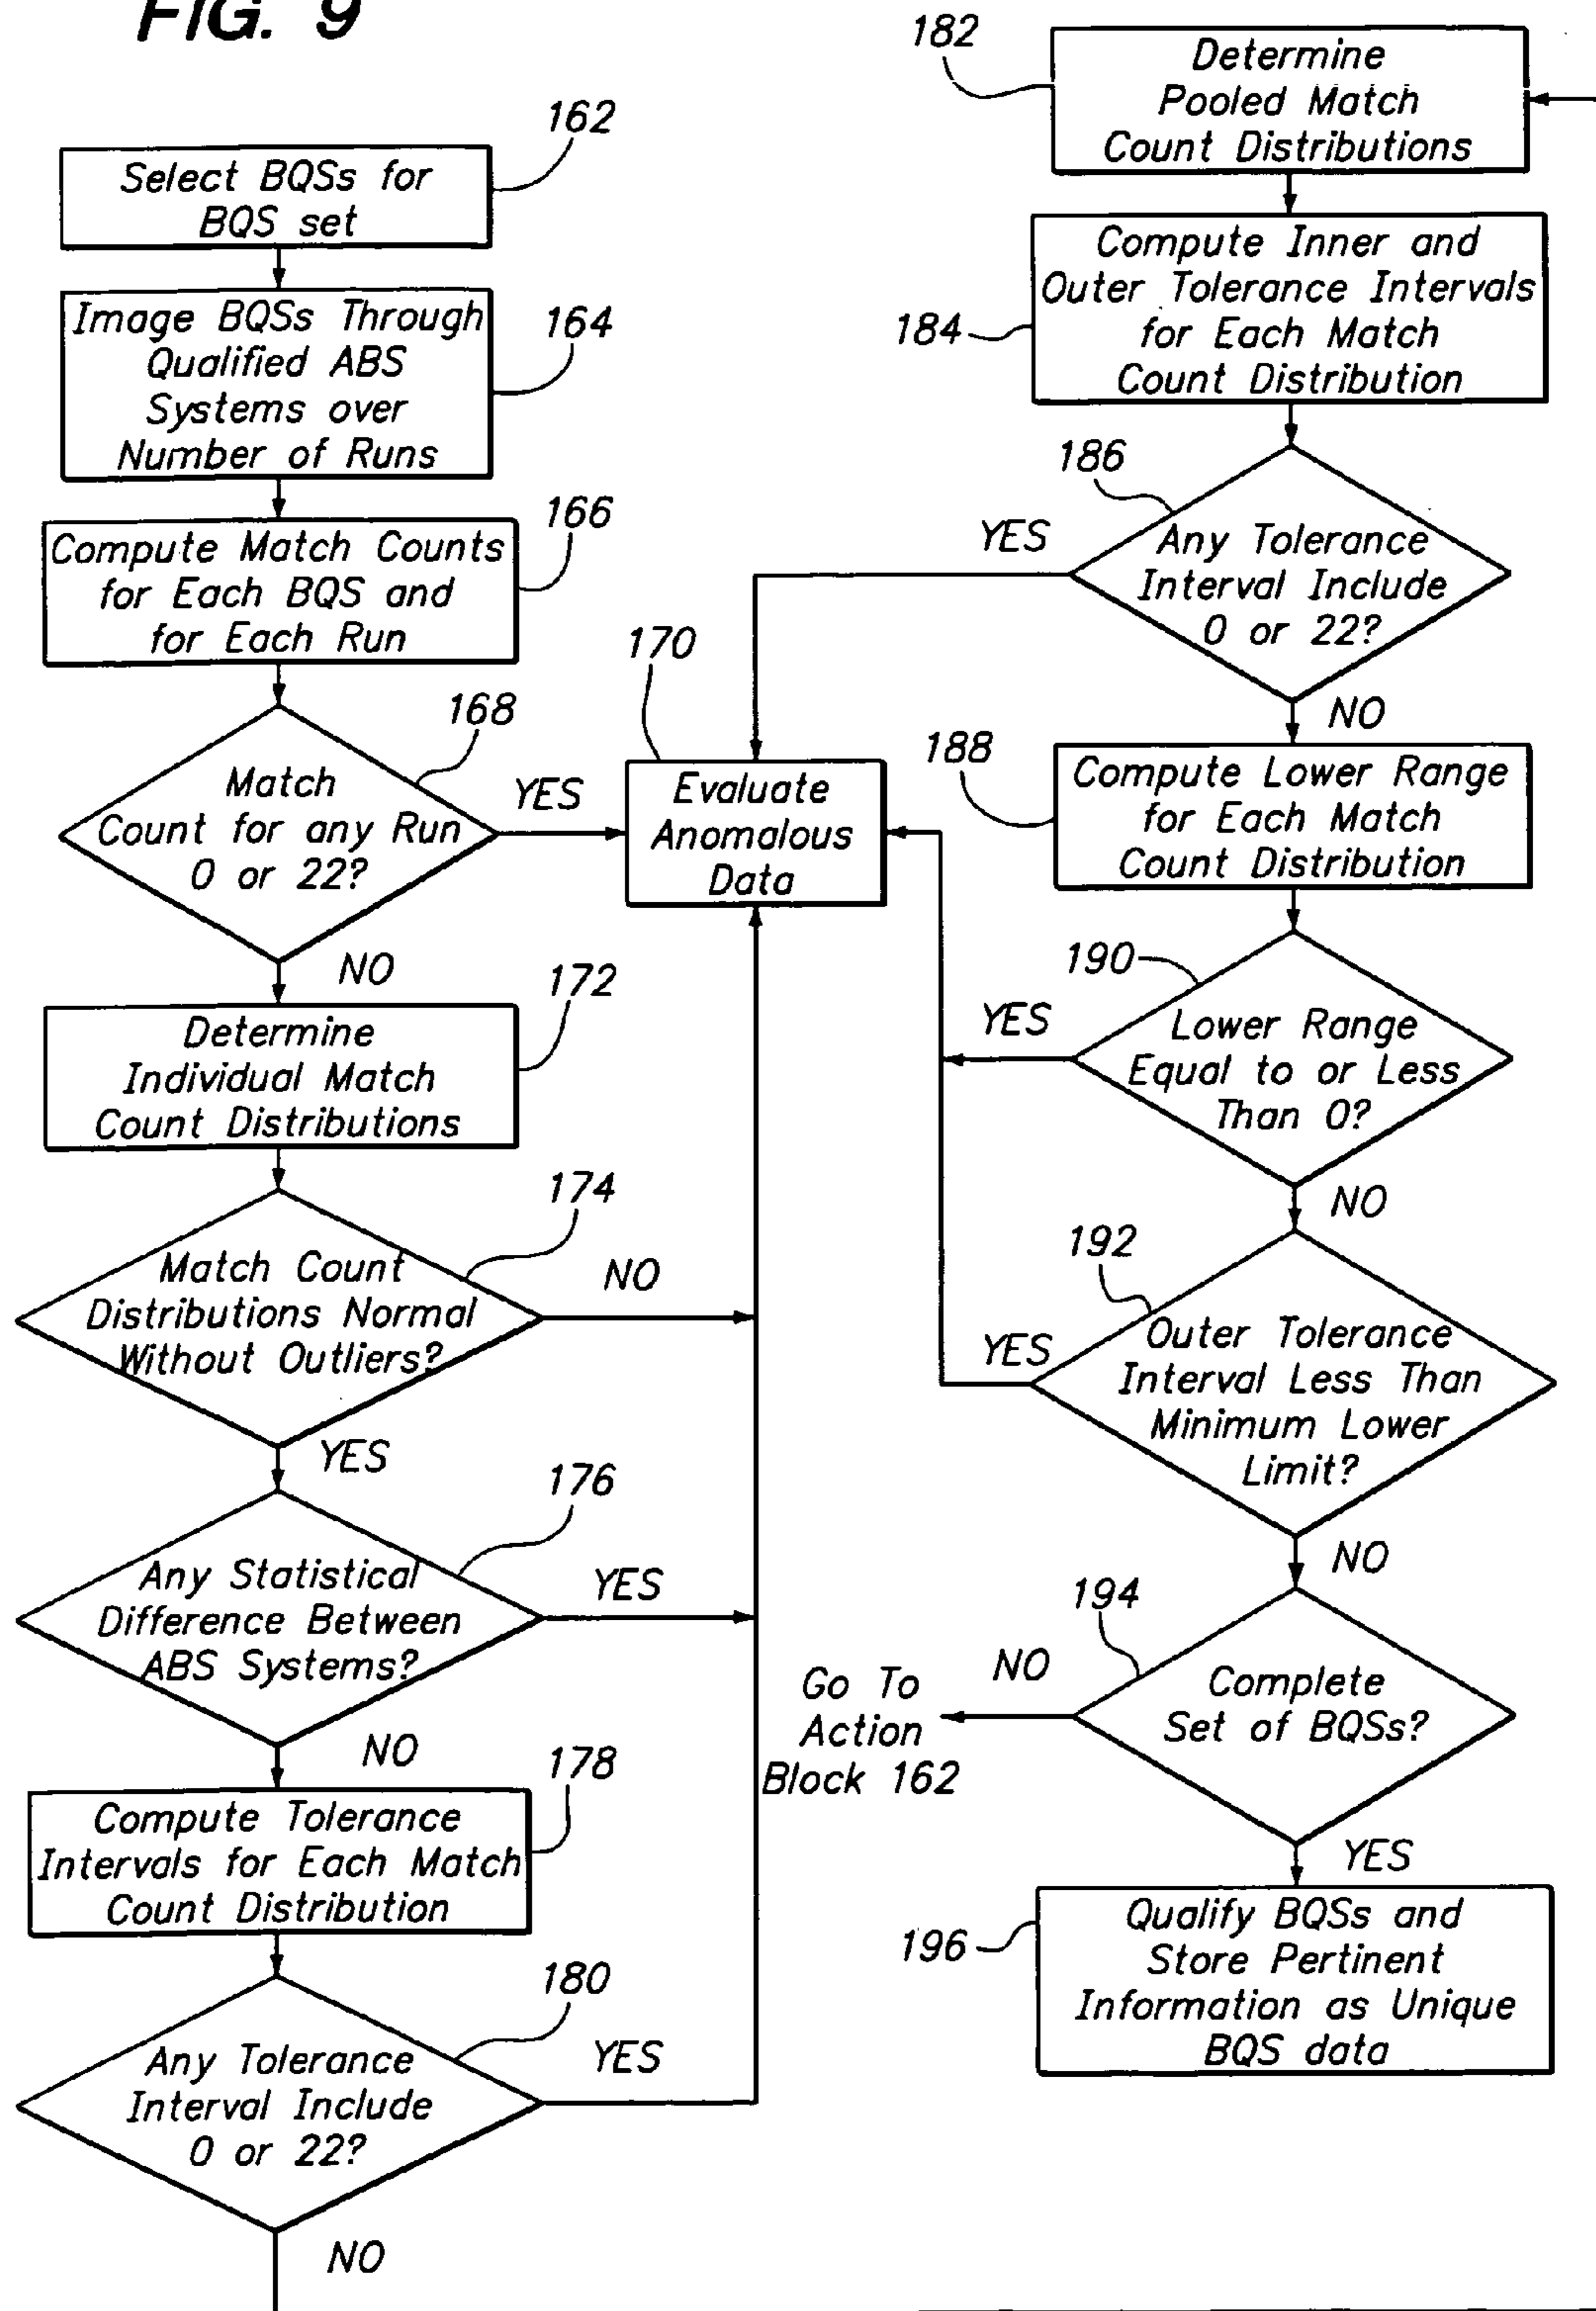 FIG. 9
162
Select BQSs for
BQS set
Image BQSs Through
Qualified ABS
Systems over
Number of Runs
164
Compute Match Counts
for Each BQS and
for Each Run
166
168
Match
Count for any Run
0 or 22?
YES
NO
170
Evaluate
Anomalous
Data
172
Determine
Individual Match
Count Distributions
174
Match Count
Distributions Normal
Without Outliers?
NO
YES
176
Any Statistical
Difference Between
ABS Systems?
YES
NO
178
Compute Tolerance
Intervals for Each Match
Count Distribution
180
Any Tolerance
Interval Include
0 or 22?
YES
NO
182
Determine
Pooled Match
Count Distributions
184
Compute Inner and
Outer Tolerance Intervals
for Each Match
Count Distribution
186
YES
Any Tolerance
Interval Include
0 or 22?
NO
188
Compute Lower Range
for Each Match
Count Distribution
190
YES
Lower Range
Equal to or Less
Than 0?
NO
192
YES
Outer Tolerance
Interval Less Than
Minimum Lower
Limit?
NO
194
NO
Go To
Action
Block 162
Complete
Set of BQSs?
YES
196
Qualify BQSs and
Store Pertinent
Information as Unique
BQS data